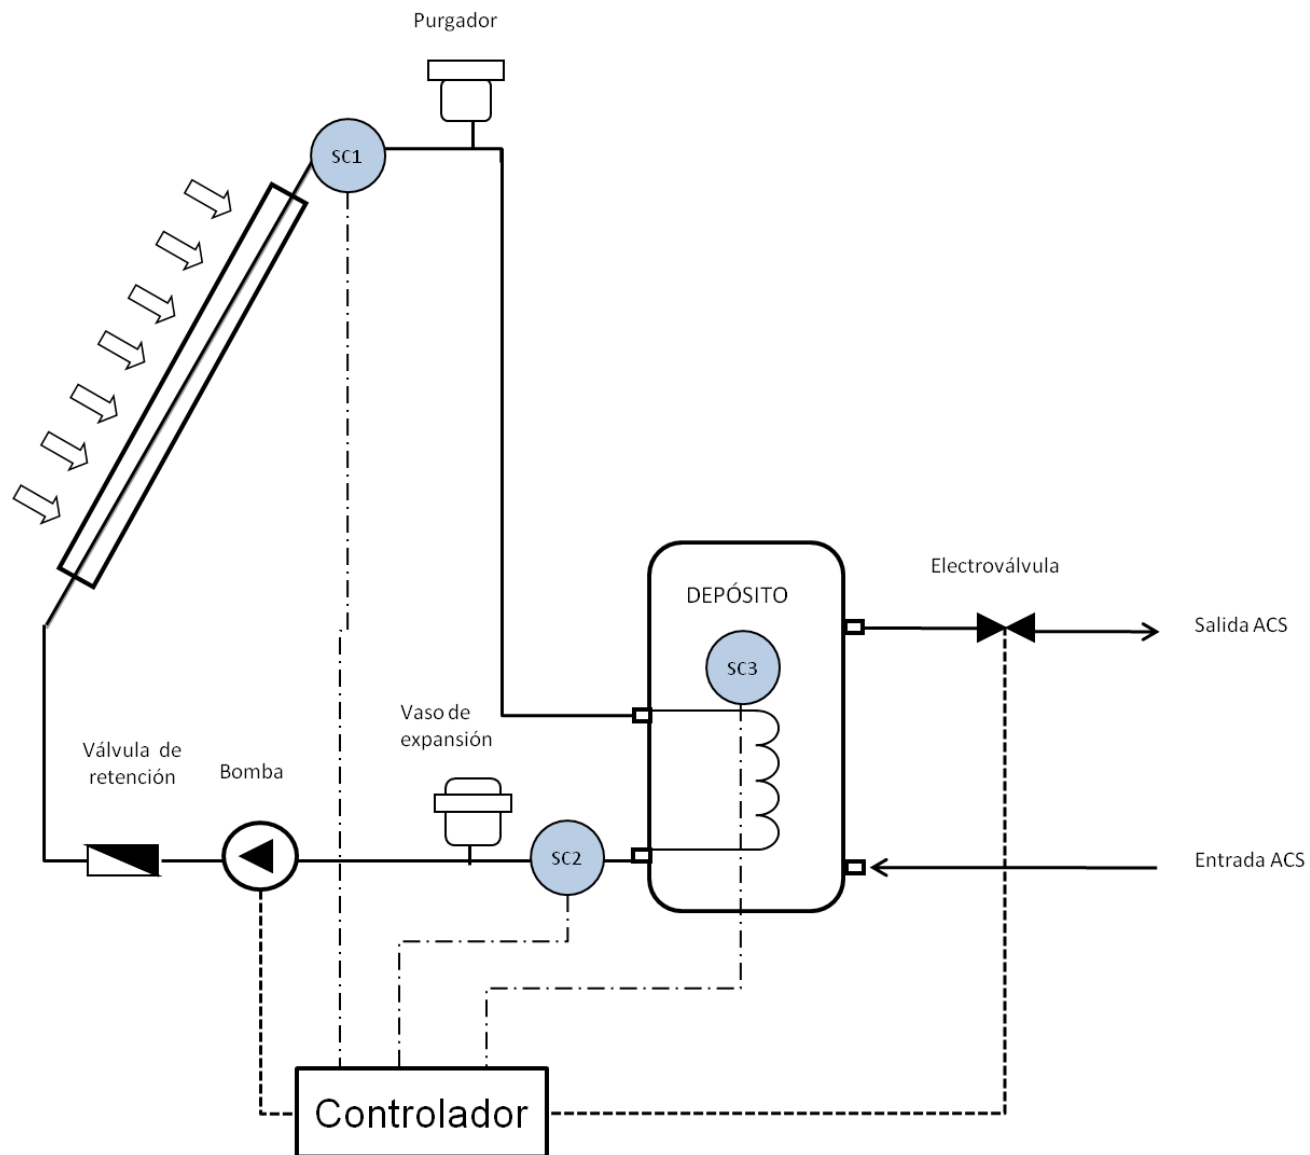 Purgador
SC1
Electroválvula
DEPÓSITO
Salida ACS
SC3
Vaso de
expansión
Válvula de
retención
Bomba
SC2
Entrada ACS
Controlador